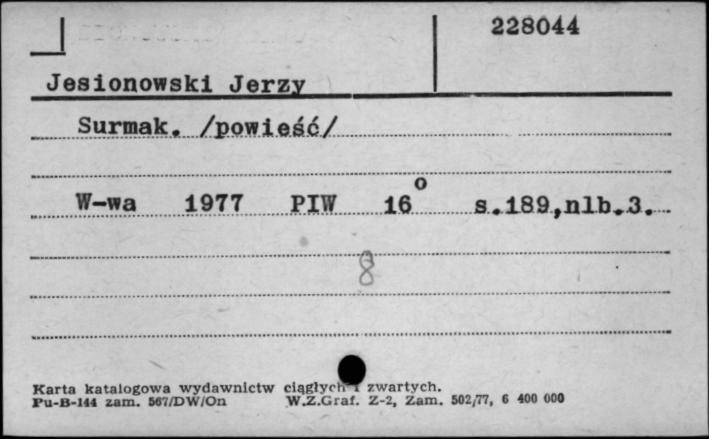 228044
Jesionowski Jerzy
Surmak. /powieść/
W-wa 1977 PIW 16° s.189,nlb.3.
8
Karta katalogowa wydawnictw ciągłych i zwartych.
Pu-B-144 zam. 567/DW/On W.Z.Graf. Z-2, Zam. 502/77, 6 400 000